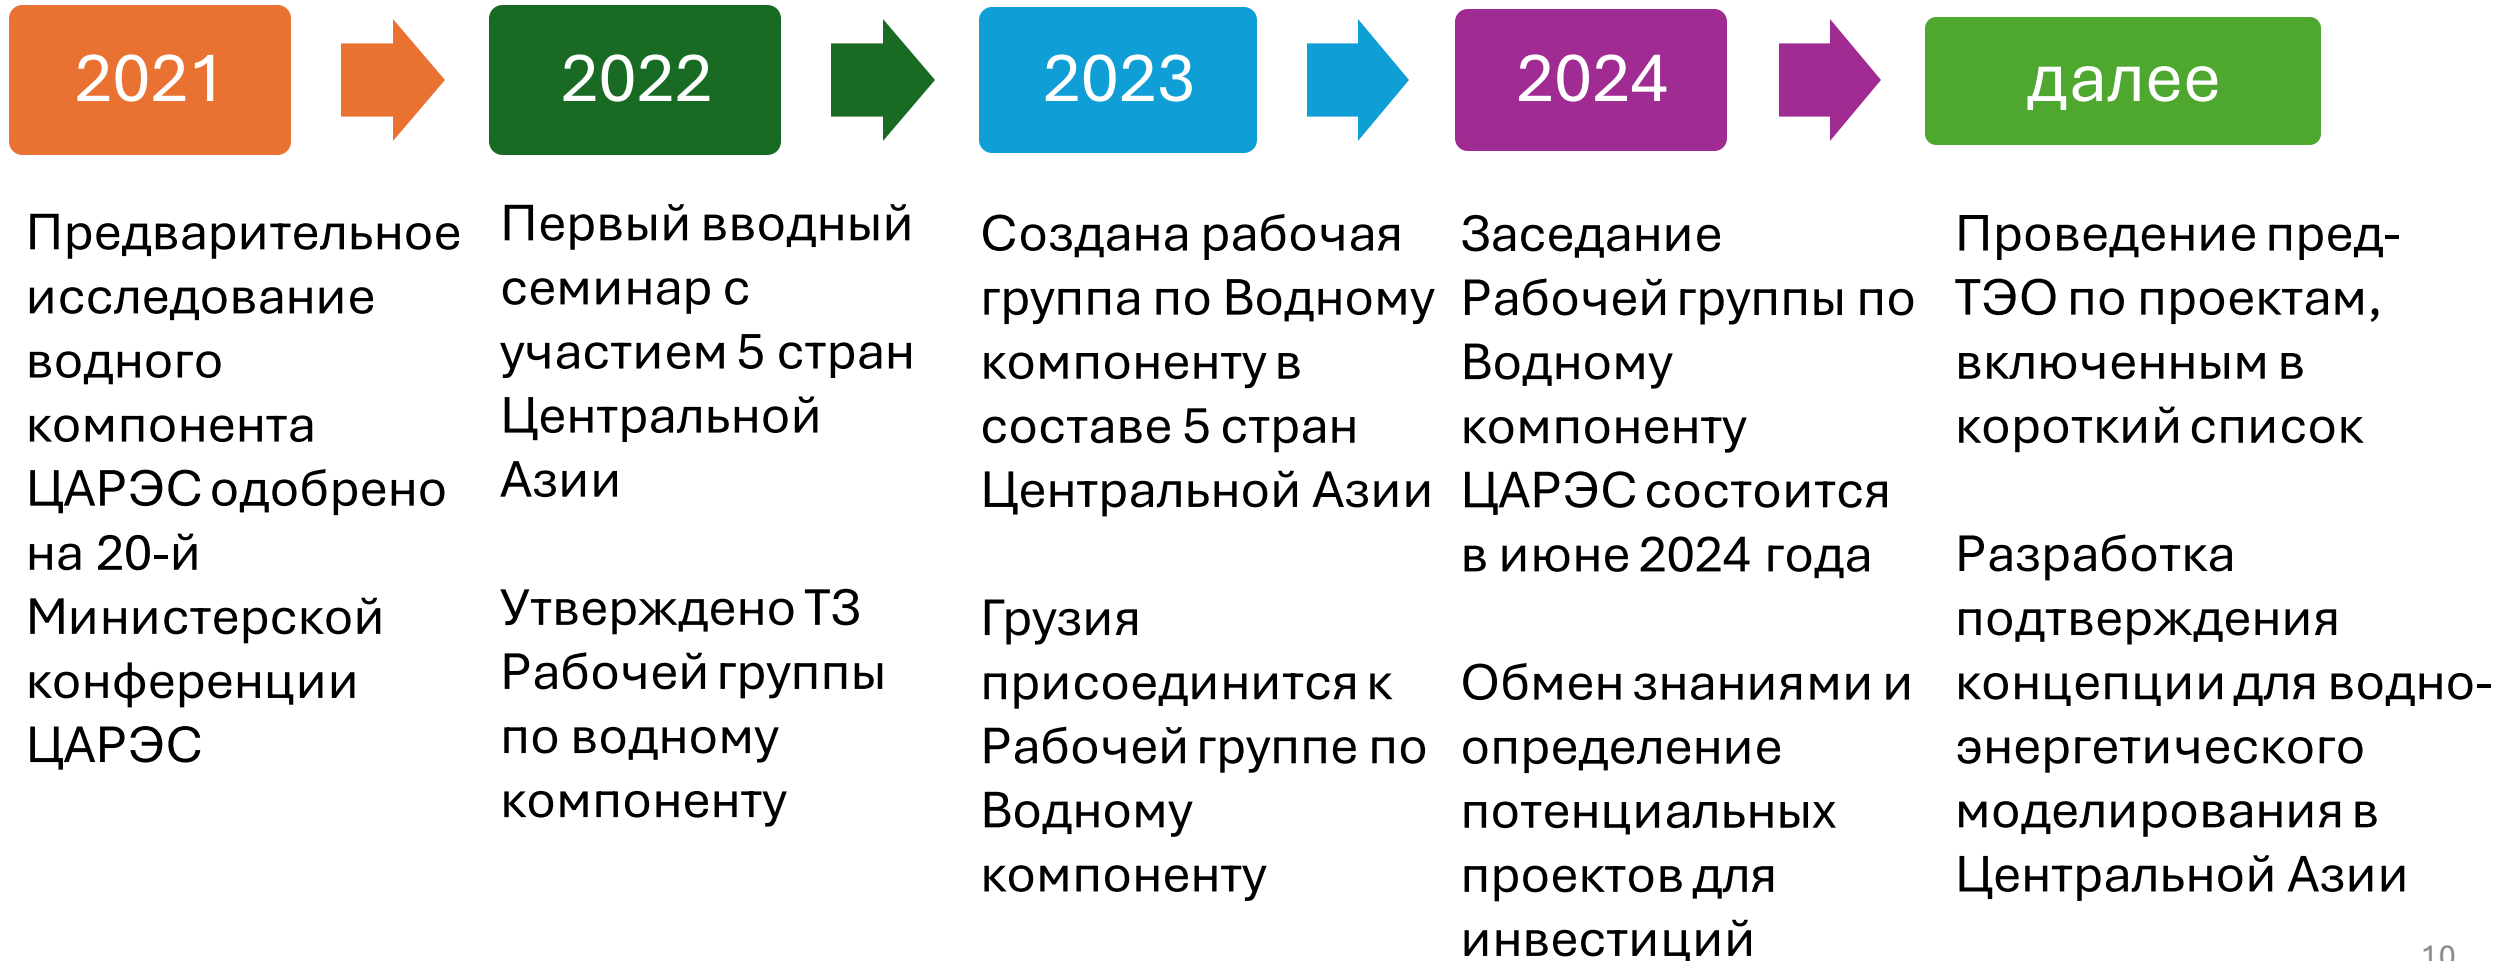 2021
2022
2023
2024
далее
Предварительное
исследование
водного
компонента
ЦАРЭС одобрено
на 20-й
Министерской
конференции
ЦАРЭС
Первый вводный
семинар с
участием 5 стран
Центральной
Азии
Утверждено ТЗ
Рабочей группы
по водному
компоненту
Создана рабочая
группа по Водному
компоненту в
составе 5 стран
Центральной Азии
Грузия
присоединится к
Рабочей группе по
Водному
компоненту
Заседание
Рабочей группы по
Водному
компоненту
ЦАРЭС состоится
в июне 2024 года
Обмен знаниями и
определение
потенциальных
проектов для
инвестиций
Проведение пред-
ТЭО по проектам,
включенным в
короткий список
Разработка
подтверждения
концепции для водно-
энергетического
моделирования в
Центральной Азии
10